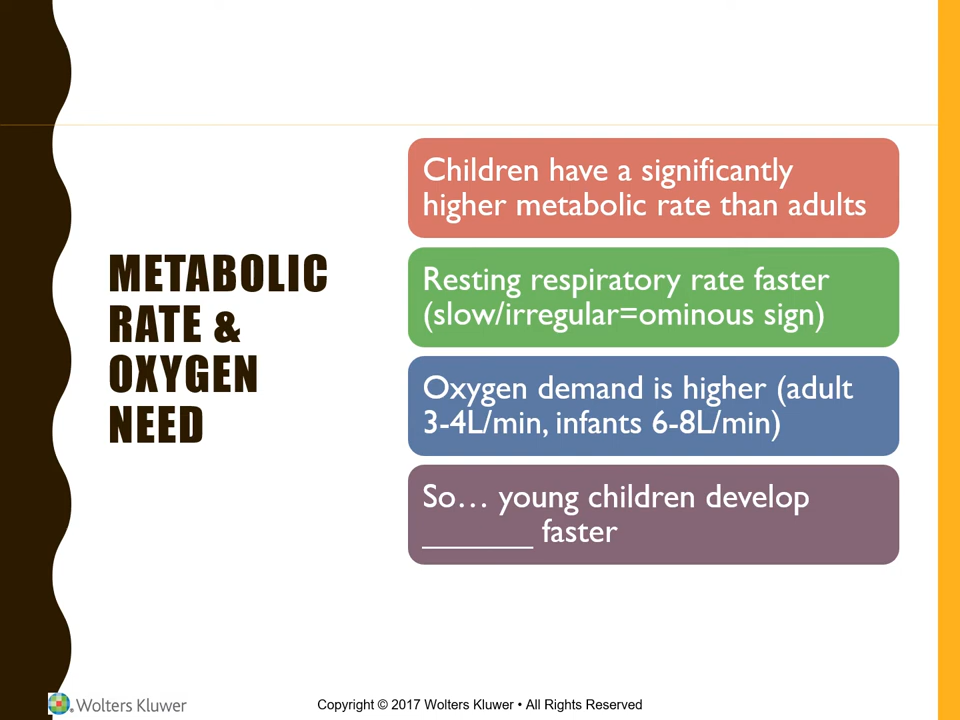 METABOLIC
RATE &
OXYGEN
NEED
Children have a significantly
higher metabolic rate than adults
Resting respiratory rate faster
(slow/irregular=ominous sign)
Oxygen demand is higher (adult
3-4L/min, infants 6-8L/min)
So… young children develop
_______ faster
Wolters Kluwer
Copyright © 2017 Wolters Kluwer • All Rights Reserved